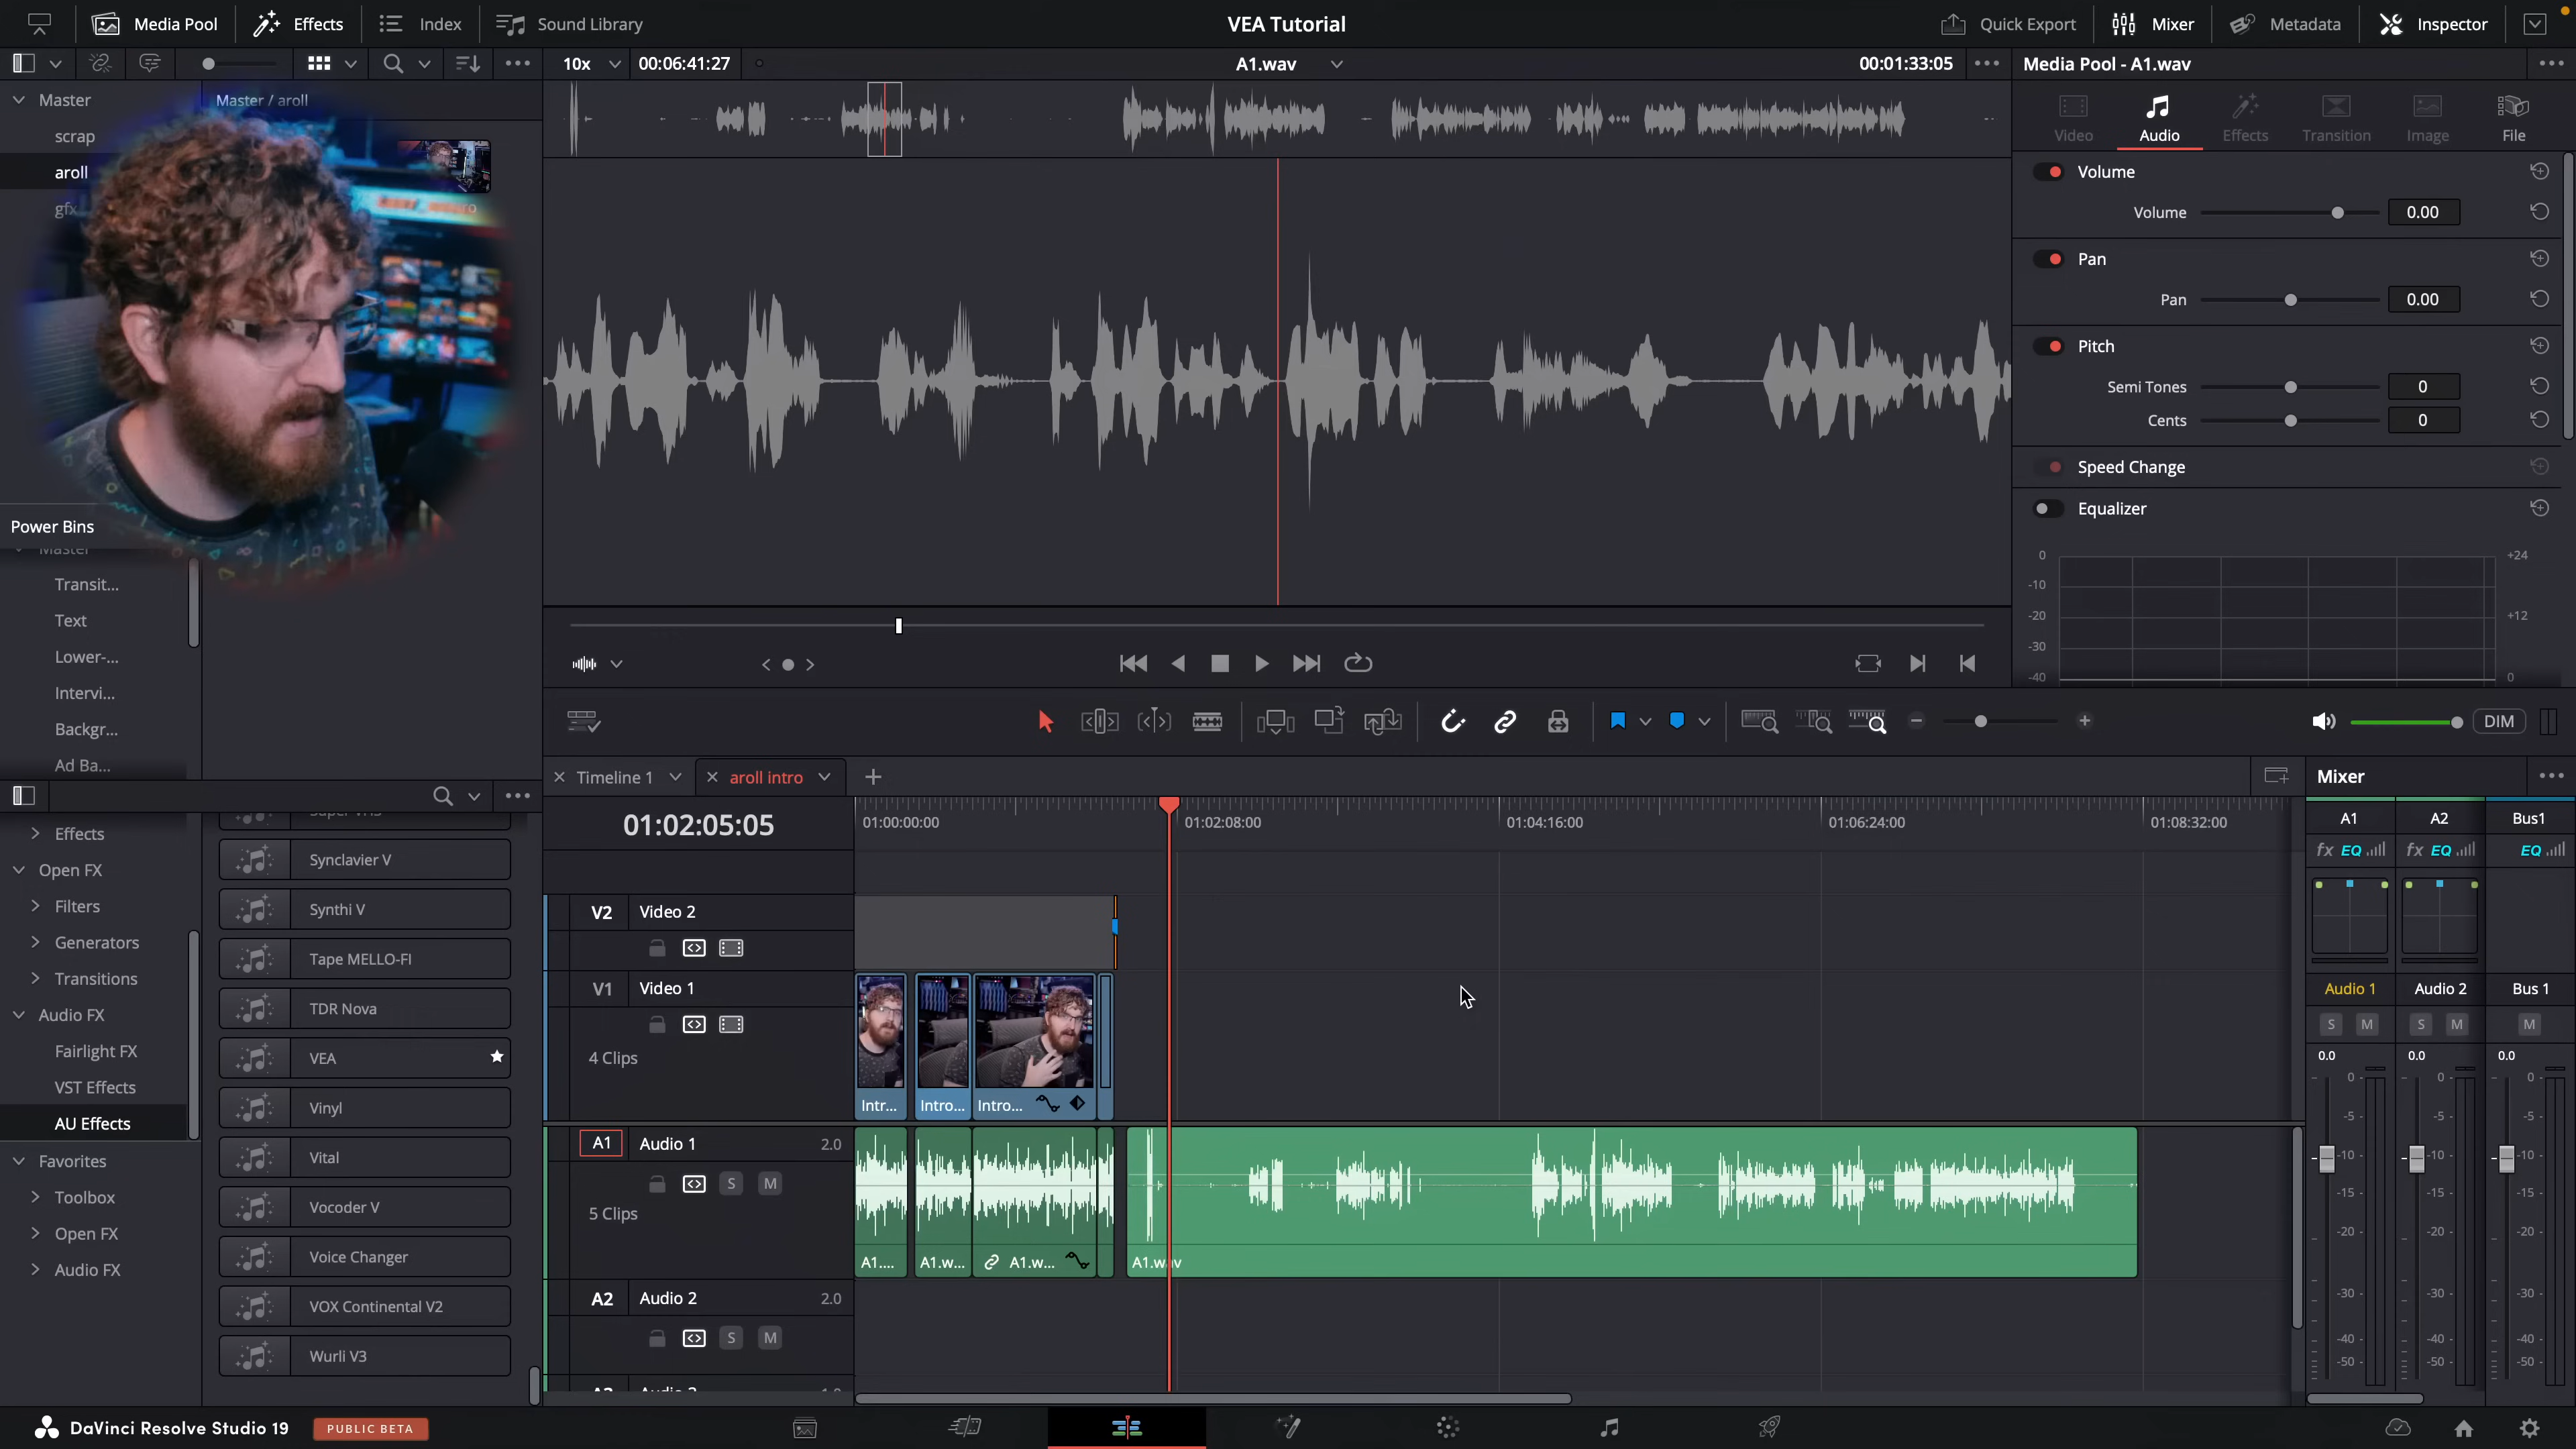 Media Pool Effects Index Sound Library VEA Tutorial Quick Export Mixer Metadata Inspector
10x 00:06:41:27 A1.wav 00:01:33:05 Media Pool - A1.wav
Master Master / aroll
scrap
aroll
gfx
Video Audio Effects Transition Image File
Volume
Volume 0.00
Pan
Pan 0.00
Pitch
Semi Tones 0
Cents 0
Speed Change
Equalizer
0 +24
-10
-20 +12
-30
-40 0
Power Bins
Master
Transit...
Text
Lower-...
Intervi...
Backgr...
Ad Ba...
DIM
Timeline 1 aroll intro
Mixer
01:02:05:05 01:00:00:00 01:02:08:00 01:04:16:00 01:06:24:00 01:08:32:00
Effects
Open FX
Filters
Generators
Transitions
Audio FX
Fairlight FX
VST Effects
AU Effects
Favorites
Toolbox
Open FX
Audio FX
Super VHS
Synclavier V
Synthi V
Tape MELLO-FI
TDR Nova
VEA
Vinyl
Vital
Vocoder V
Voice Changer
VOX Continental V2
Wurli V3
V2 Video 2
V1 Video 1
4 Clips
Intr... Intro... Intro...
A1 Audio 1 2.0
S M
5 Clips
A1.... A1.w... A1.w... A1.wav
A2 Audio 2 2.0
S M
A1 A2 Bus1
fx EQ fx EQ EQ
Audio 1 Audio 2 Bus 1
S M S M M
0.0 0.0 0.0
0 0 0
-5 -5 -5
-10 -10 -10
-15 -15 -15
-20 -20 -20
-30 -30 -30
-40 -40 -40
-50 -50 -50
DaVinci Resolve Studio 19 PUBLIC BETA